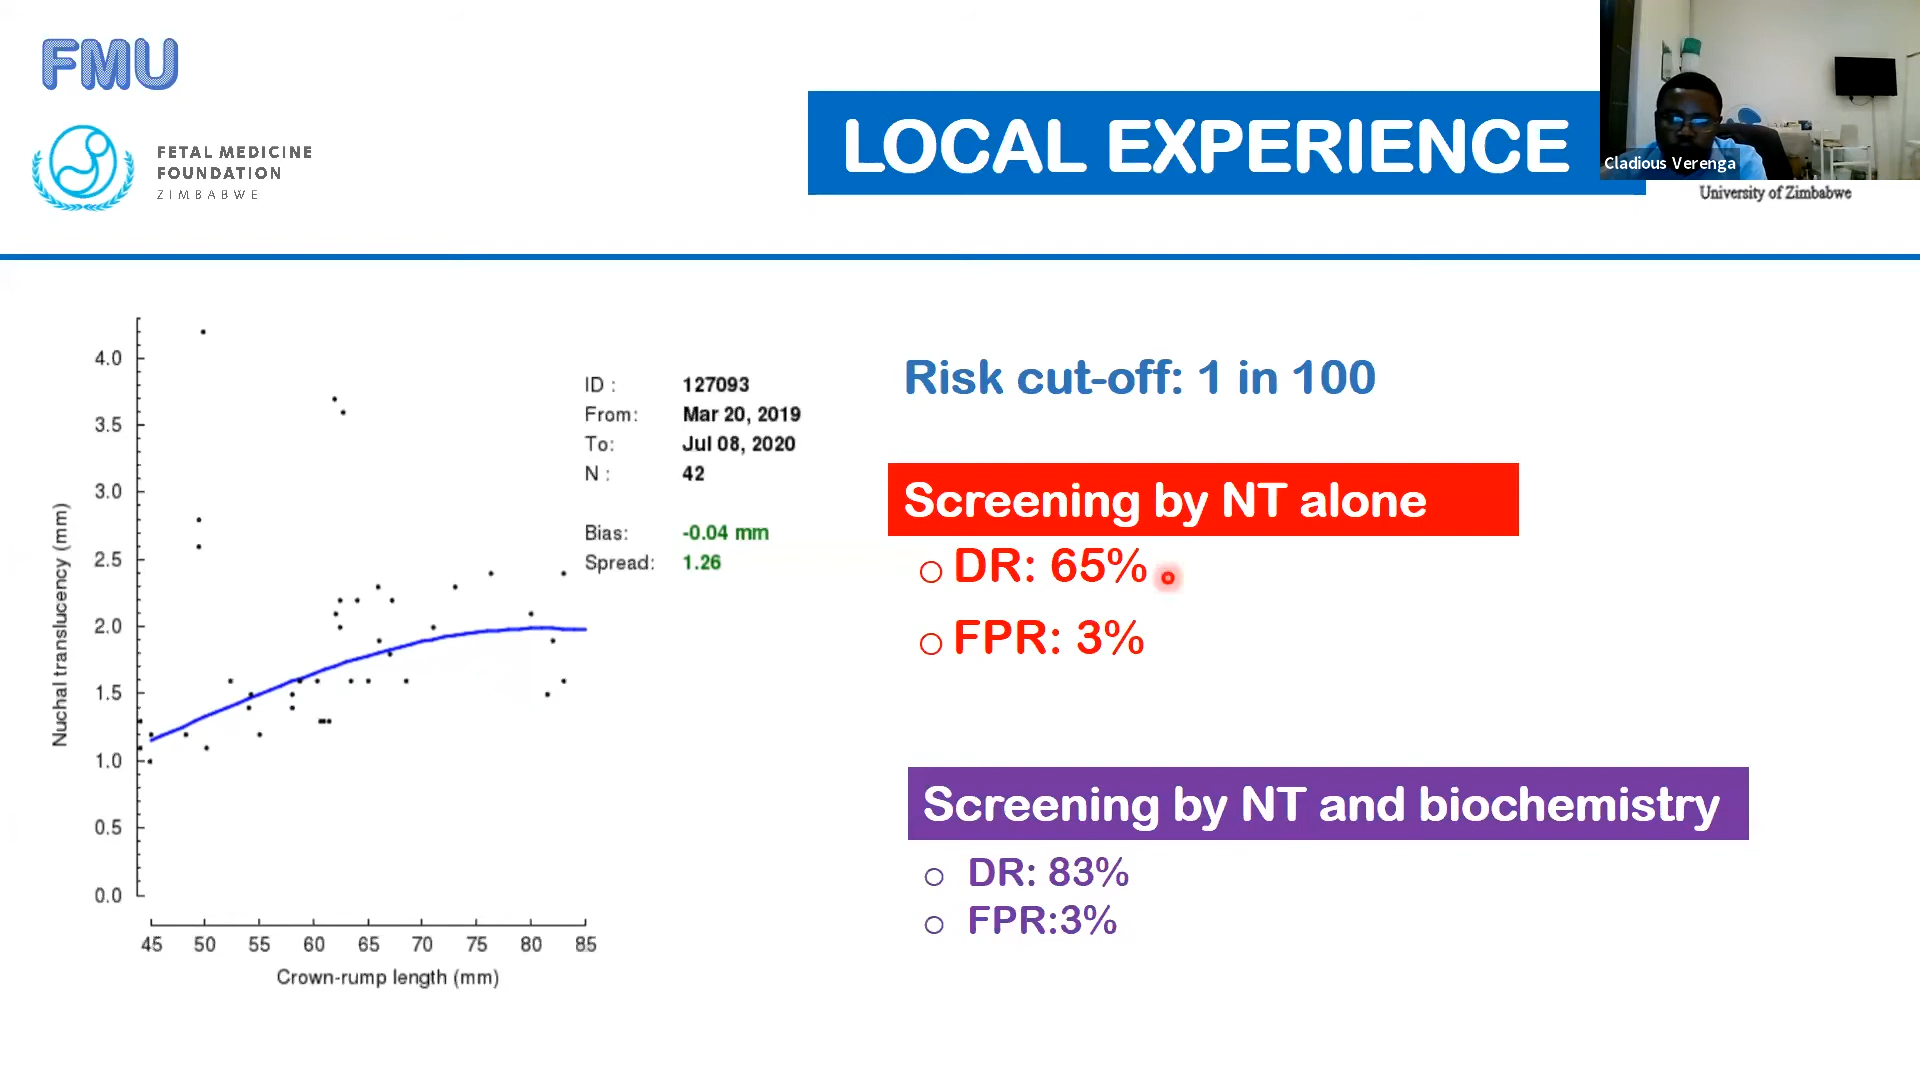 FMU
FETAL MEDICINE
FOUNDATION
ZIMBABWE
LOCAL EXPERIENCE
Cladious Verenga
University of Zimbabwe
Nuchal translucency (mm)
4.0
3.5
3.0
2.5
2.0
1.5
1.0
0.5
0.0
45 50 55 60 65 70 75 80 85
Crown-rump length (mm)
ID : 127093
From: Mar 20, 2019
To: Jul 08, 2020
N : 42
Bias: -0.04 mm
Spread: 1.26
Risk cut-off: 1 in 100
Screening by NT alone
DR: 65%
FPR: 3%
Screening by NT and biochemistry
DR: 83%
FPR:3%